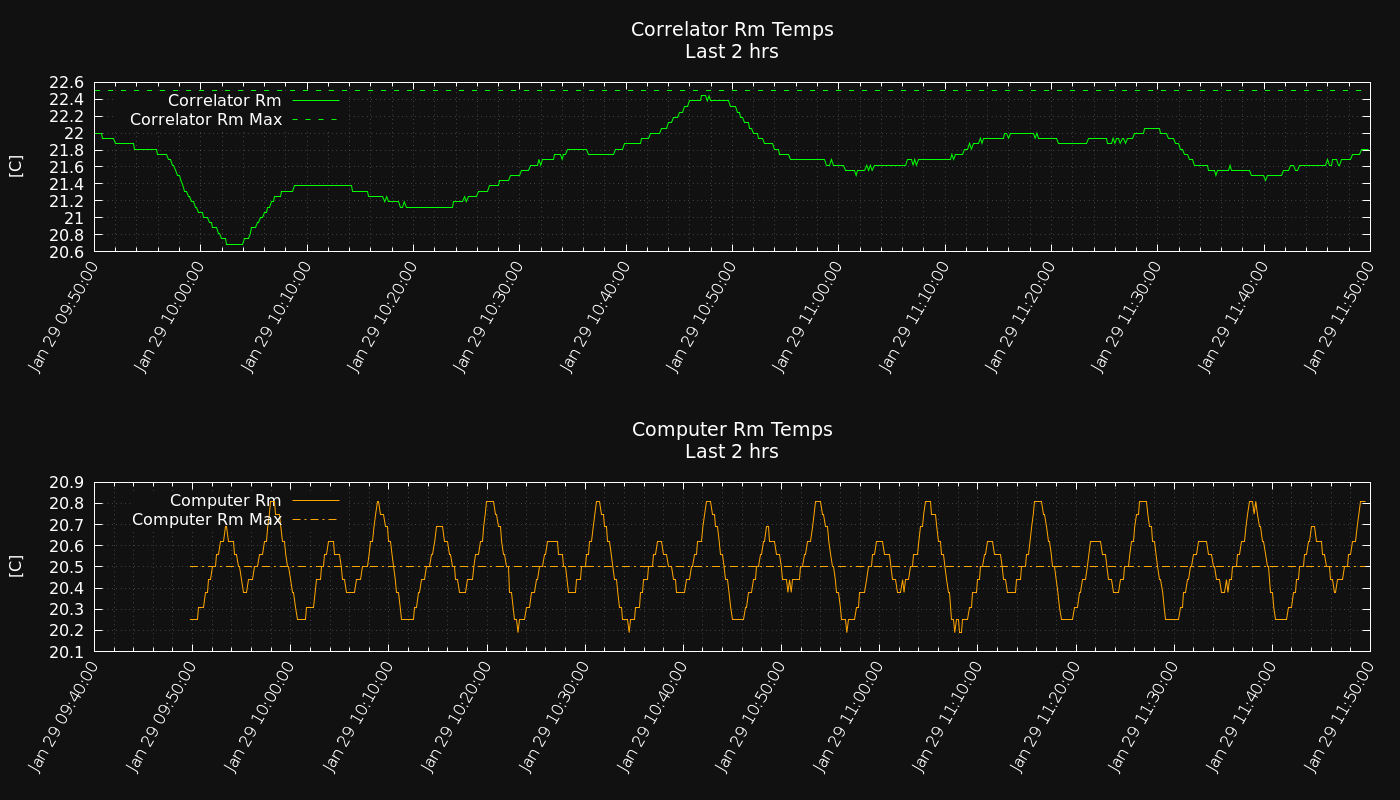 Correlator Rm Temps
Last 2 hrs
22.6
22.4
22.2
22
21.8
21.6
21.4
21.2
21
20.8
20.6
[C]
Correlator Rm
Correlator Rm Max
Jan 29 09:50:00
Jan 29 10:00:00
Jan 29 10:10:00
Jan 29 10:20:00
Jan 29 10:30:00
Jan 29 10:40:00
Jan 29 10:50:00
Jan 29 11:00:00
Jan 29 11:10:00
Jan 29 11:20:00
Jan 29 11:30:00
Jan 29 11:40:00
Jan 29 11:50:00
Computer Rm Temps
Last 2 hrs
20.9
20.8
20.7
20.6
20.5
20.4
20.3
20.2
20.1
[C]
Computer Rm
Computer Rm Max
Jan 29 09:40:00
Jan 29 09:50:00
Jan 29 10:00:00
Jan 29 10:10:00
Jan 29 10:20:00
Jan 29 10:30:00
Jan 29 10:40:00
Jan 29 10:50:00
Jan 29 11:00:00
Jan 29 11:10:00
Jan 29 11:20:00
Jan 29 11:30:00
Jan 29 11:40:00
Jan 29 11:50:00